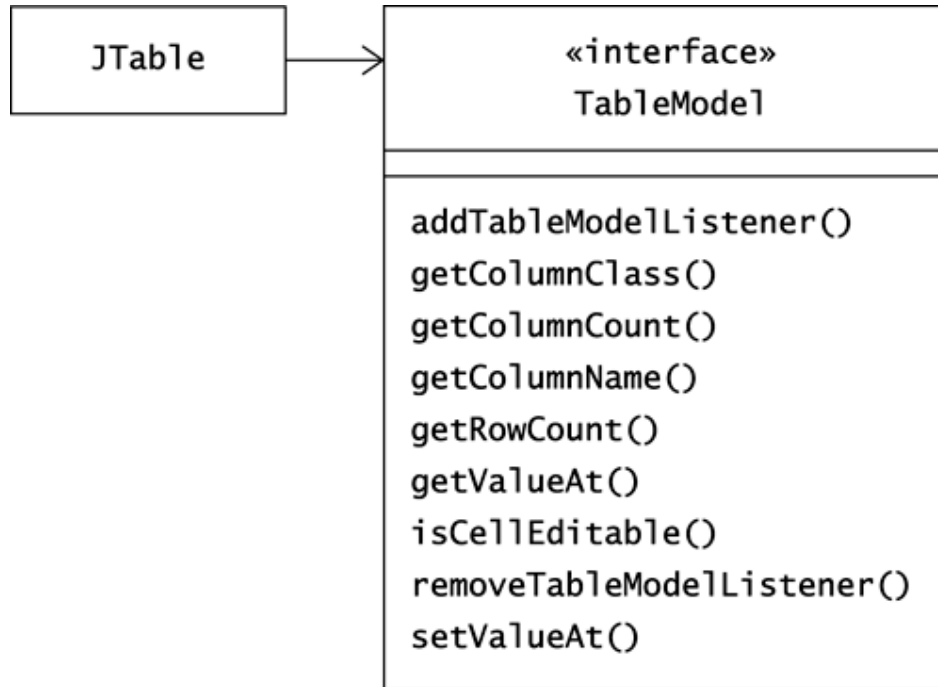 JTable
«interface»
TableModel
addTableModelListener()
getColumnClass()
getColumnCount()
getColumnName()
getRowCount()
getValueAt()
isCellEditable()
removeTableModelListener()
setValueAt()